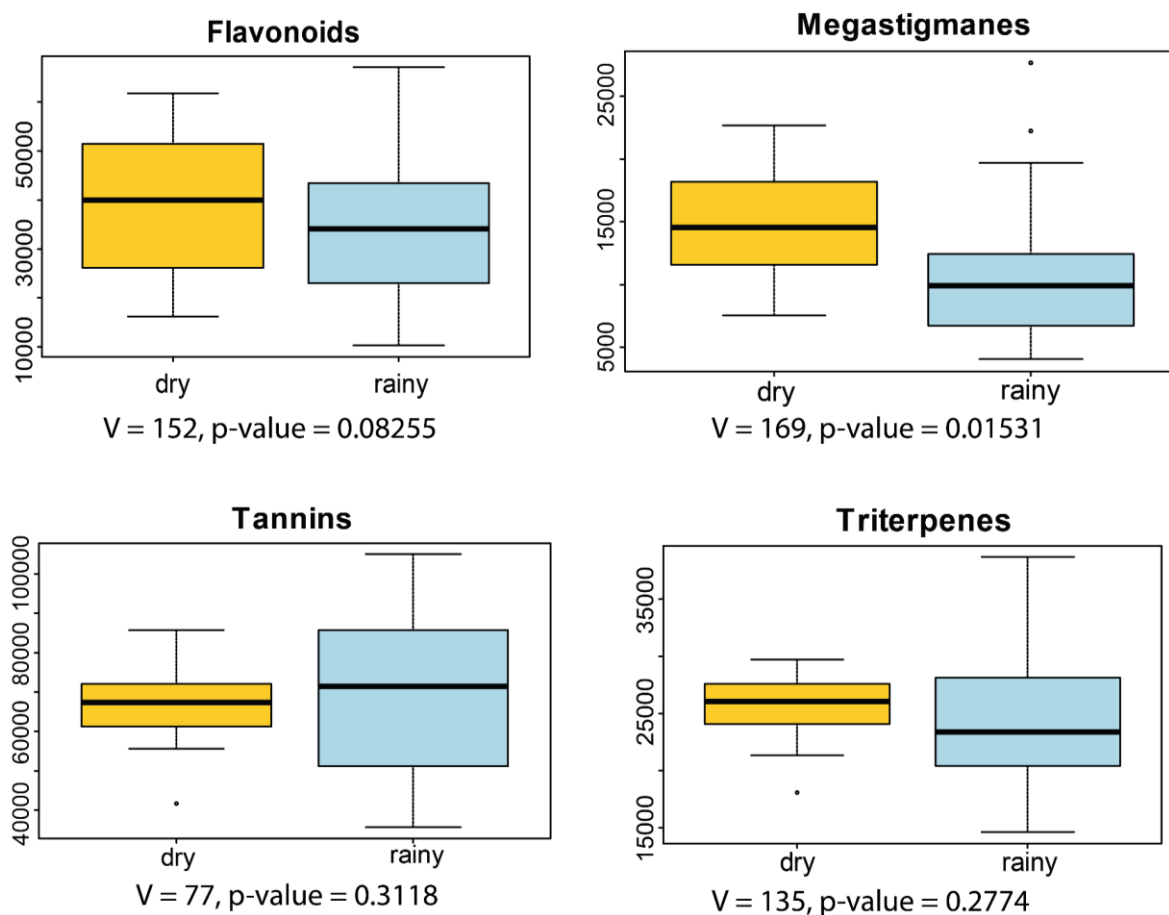 Flavonoids
50000
30000
10000
dry rainy
V = 152, p-value = 0.08255
Megastigmanes
25000
15000
5000
dry rainy
V = 169, p-value = 0.01531
Tannins
100000
80000
60000
40000
dry rainy
V = 77, p-value = 0.3118
Triterpenes
35000
25000
15000
dry rainy
V = 135, p-value = 0.2774